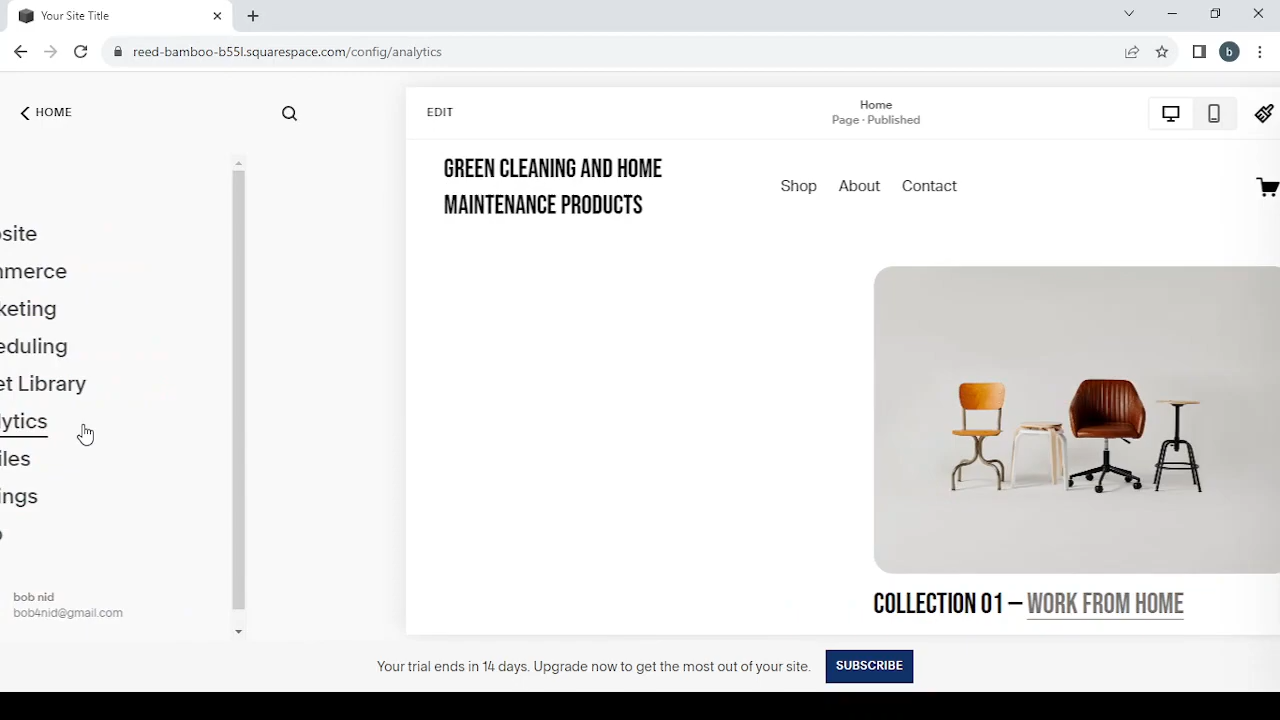 Your Site Title
reed-bamboo-b55l.squarespace.com/config/analytics
b
HOME
EDIT
Home
Page · Published
GREEN CLEANING AND HOME
MAINTENANCE PRODUCTS
Shop About Contact
site
mmerce
keting
eduling
et Library
lytics
iles
ings
bob nid
bob4nid@gmail.com
COLLECTION 01 — WORK FROM HOME
Your trial ends in 14 days. Upgrade now to get the most out of your site.
SUBSCRIBE